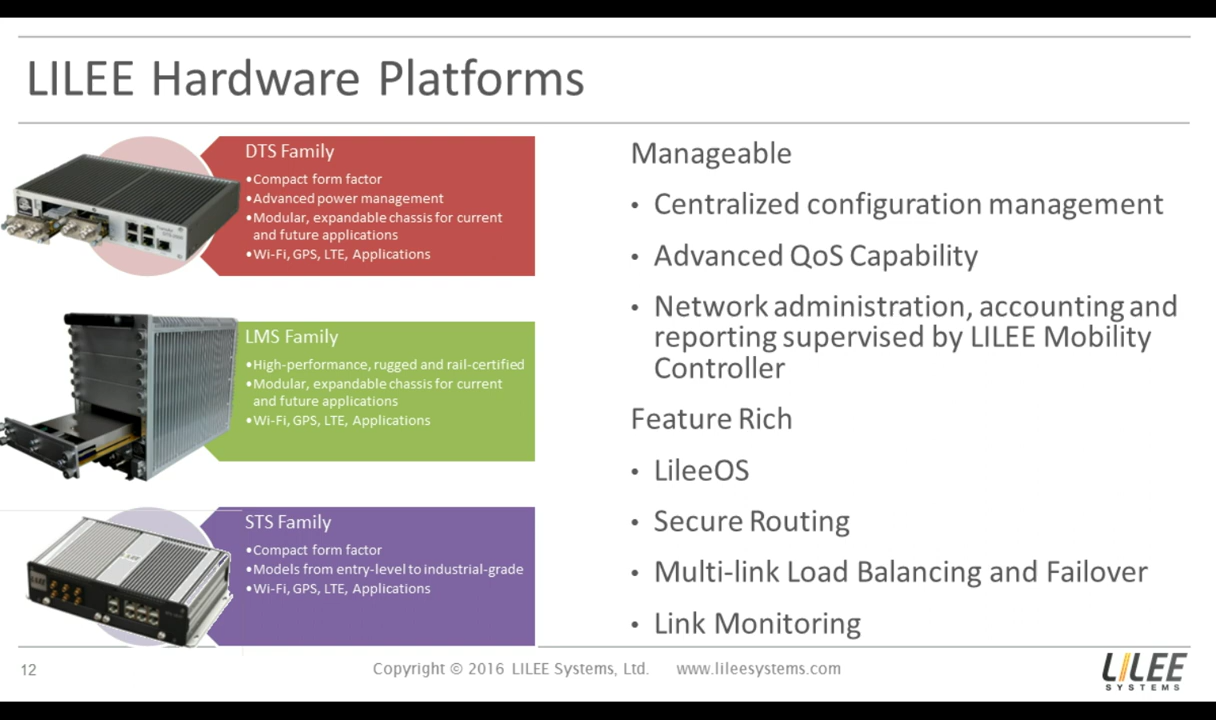 LILEE Hardware Platforms
DTS Family
•Compact form factor
•Advanced power management
•Modular, expandable chassis for current
and future applications
•Wi-Fi, GPS, LTE, Applications
LMS Family
•High-performance, rugged and rail-certified
•Modular, expandable chassis for current
and future applications
•Wi-Fi, GPS, LTE, Applications
STS Family
•Compact form factor
•Models from entry-level to industrial-grade
•Wi-Fi, GPS, LTE, Applications
Manageable
• Centralized configuration management
• Advanced QoS Capability
• Network administration, accounting and
reporting supervised by LILEE Mobility
Controller
Feature Rich
• LileeOS
• Secure Routing
• Multi-link Load Balancing and Failover
• Link Monitoring
12
Copyright © 2016 LILEE Systems, Ltd. www.lileesystems.com
LILEE
SYSTEMS